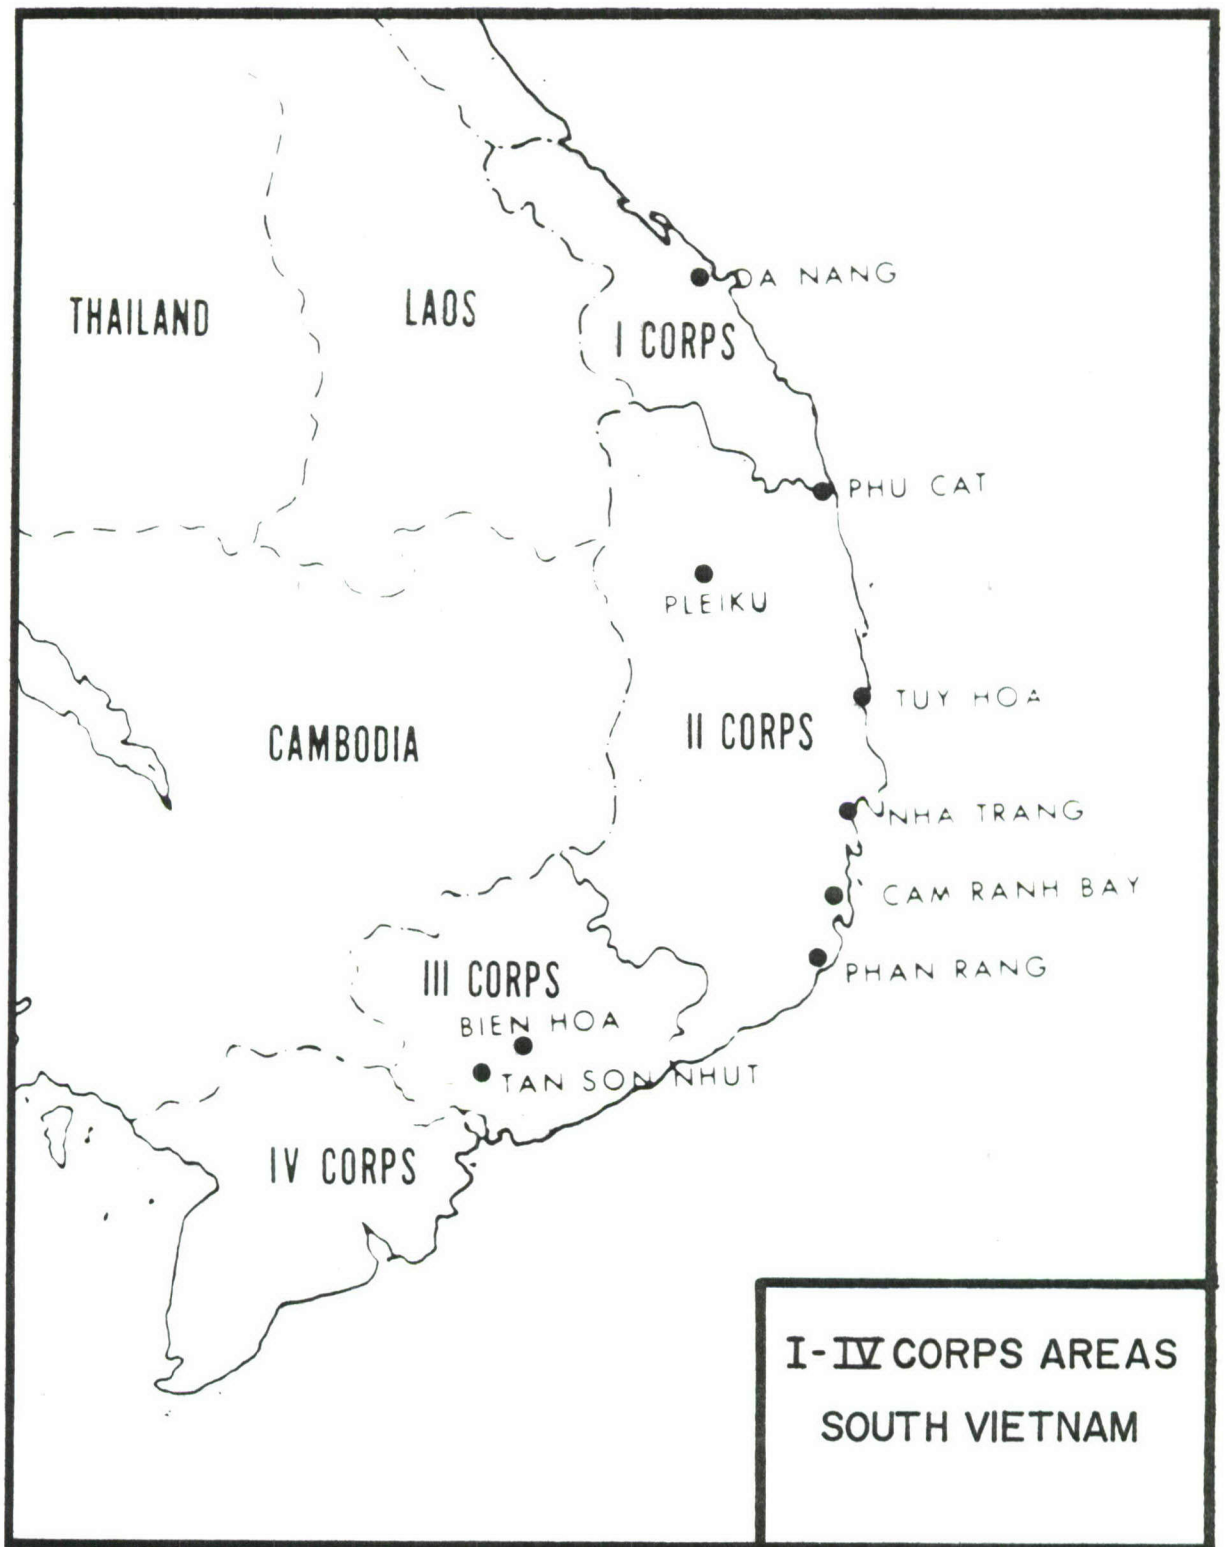 DA NANG
THAILAND
LAOS
I CORPS
PHU CAT
PLEIKU
TUY HOA
II CORPS
CAMBODIA
NHA TRANG
CAM RANH BAY
PHAN RANG
III CORPS
BIEN HOA
TAN SON NHUT
IV CORPS
I-IV CORPS AREAS
SOUTH VIETNAM